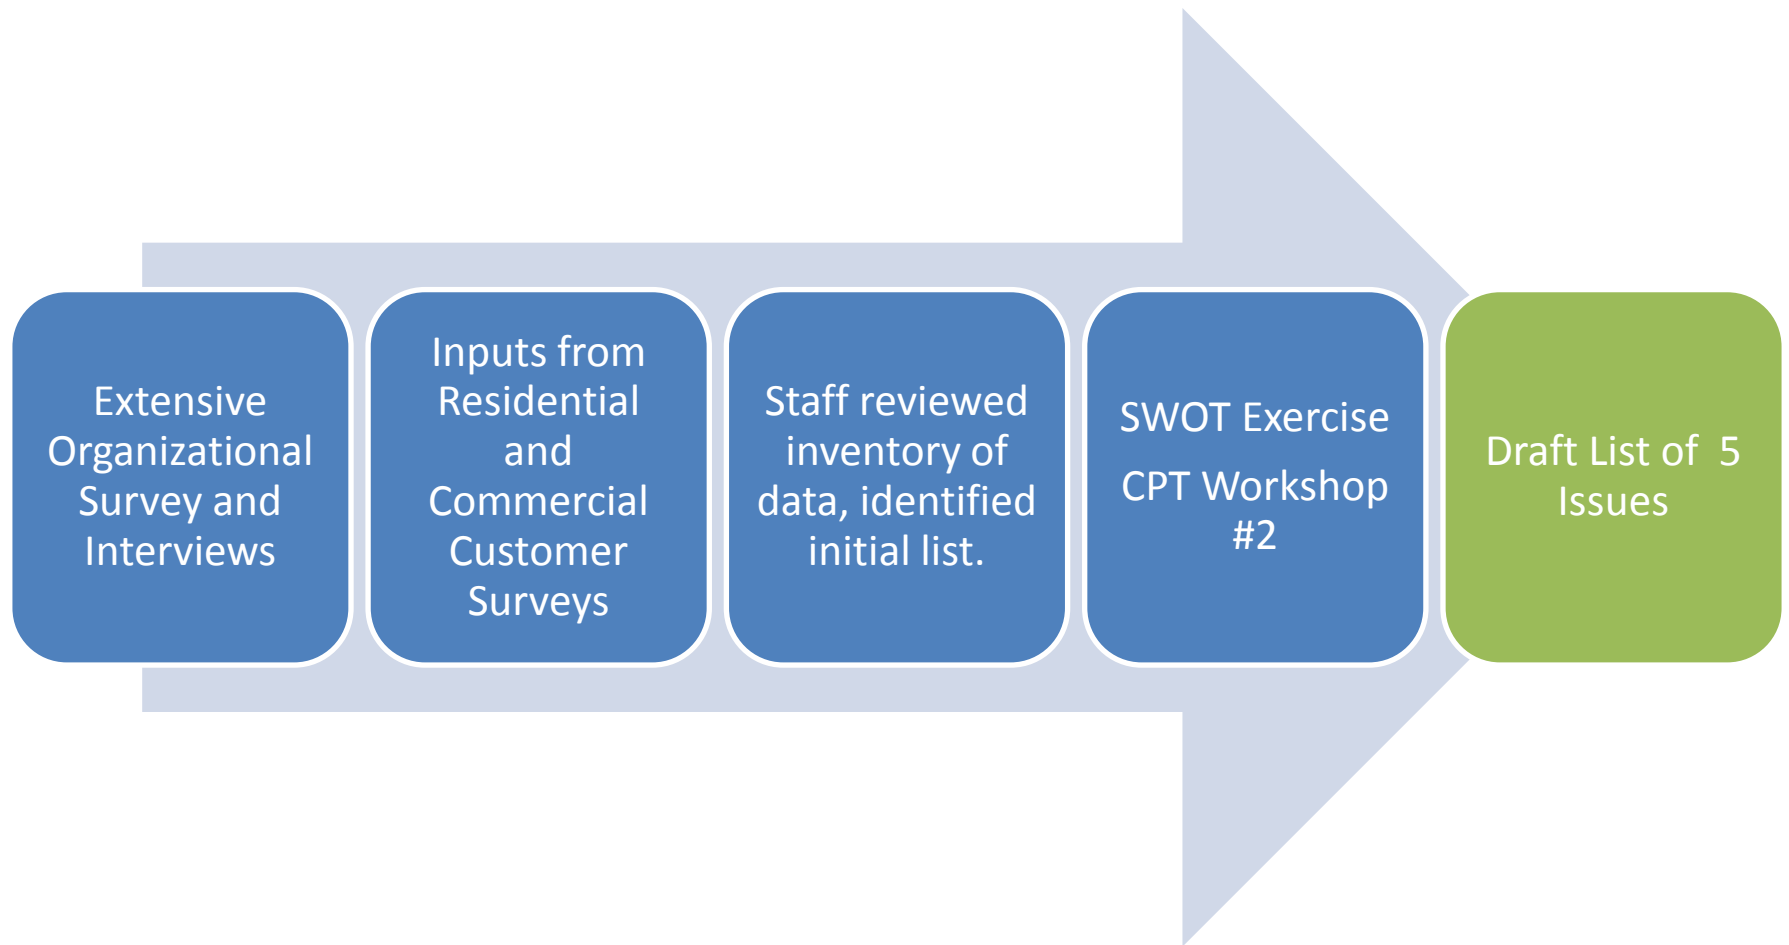 Extensive
Organizational
Survey and
Interviews
Inputs from
Residential
and
Commercial
Customer
Surveys
Staff reviewed
inventory of
data, identified
initial list.
SWOT Exercise
CPT Workshop
#2
Draft List of  5
Issues